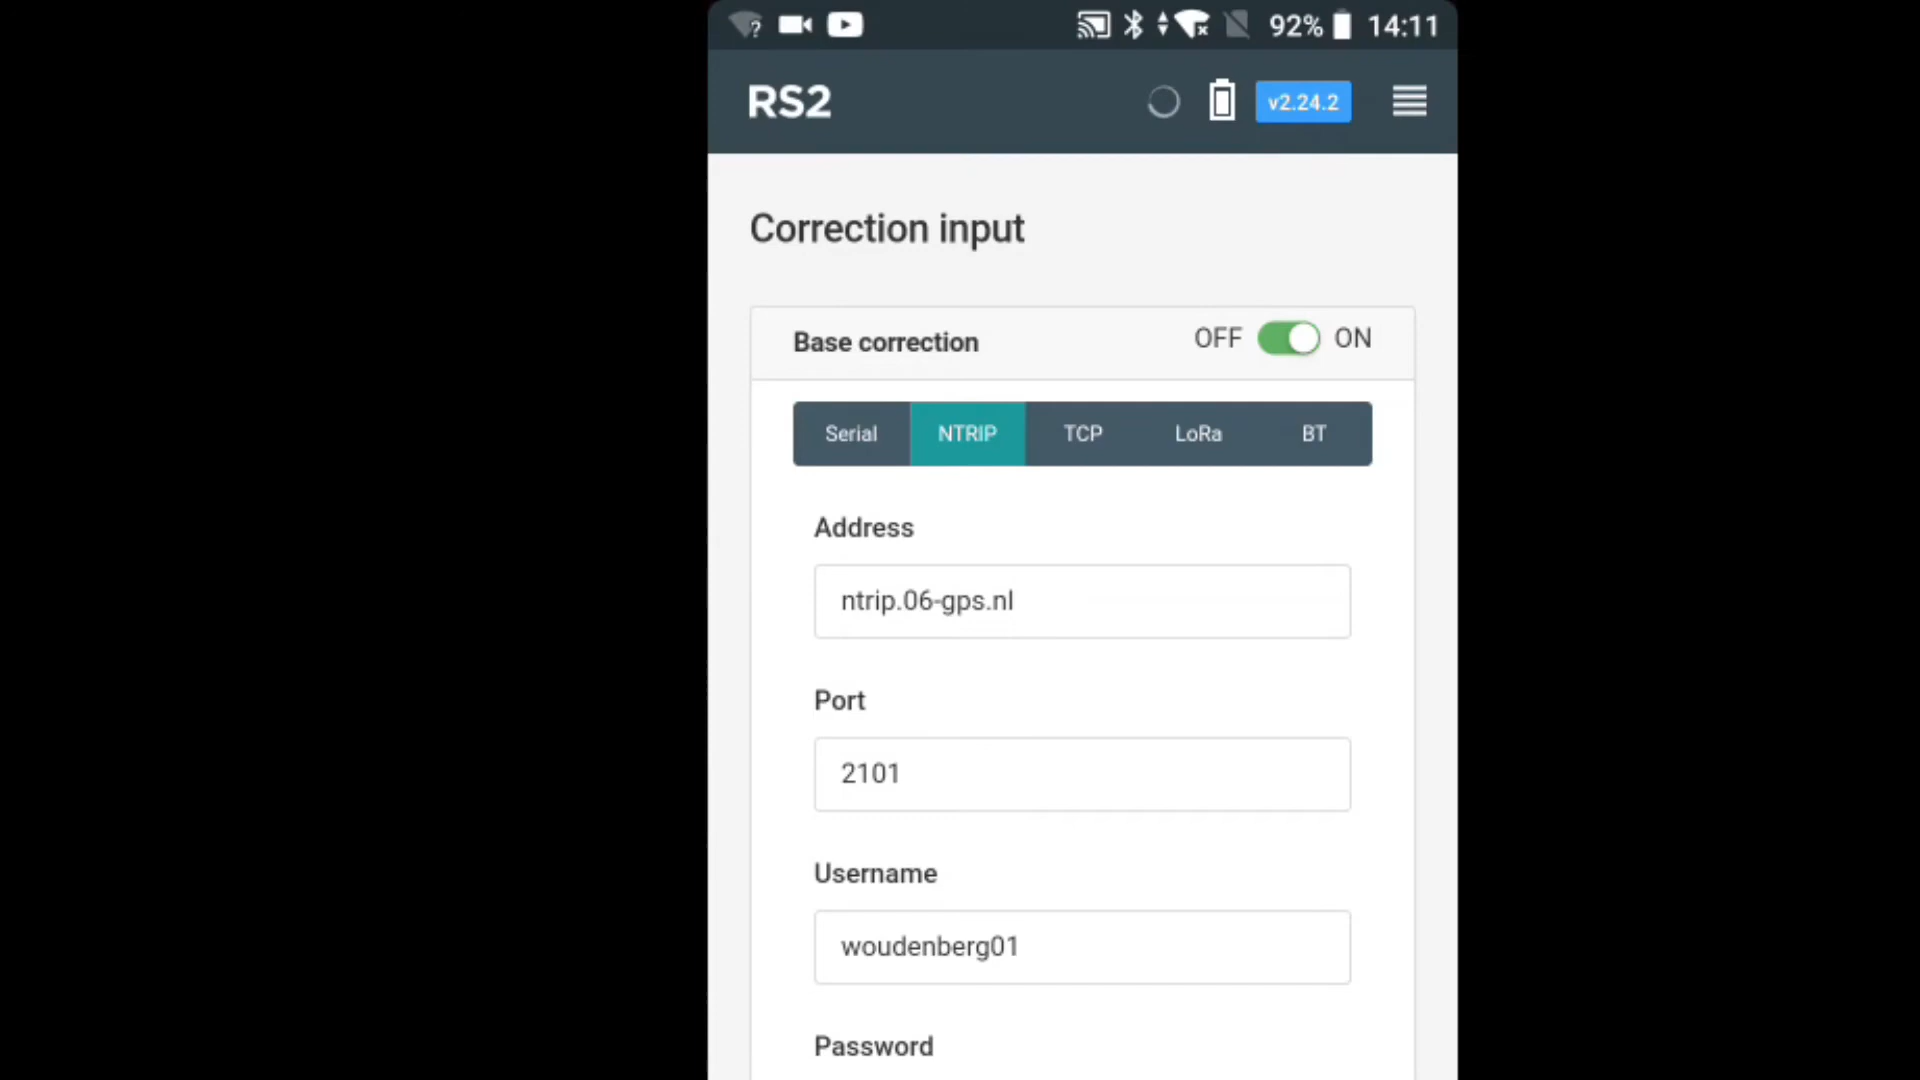 92% 14:11
RS2 v2.24.2
Correction input
Base correction OFF ON
Serial NTRIP TCP LoRa BT
Address
ntrip.06-gps.nl
Port
2101
Username
woudenberg01
Password